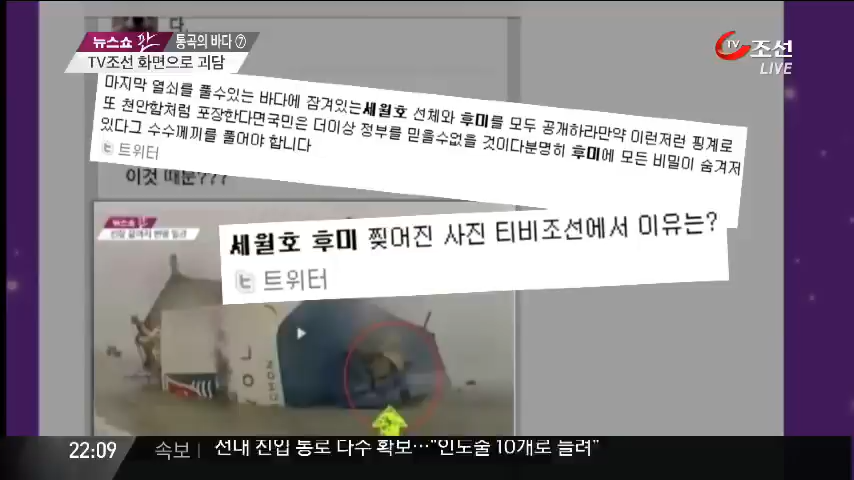 다.
뉴스쇼 판
통곡의 바다 ⑦
TV조선 화면으로 괴담
TV조선
LIVE
마지막 열쇠를 풀수있는 바다에 잠겨있는세월호 선체와 후미를 모두 공개하라만약 이런저런 핑계로
또 천안함처럼 포장한다면국민은 더이상 정부를 믿을수없을 것이다분명히 후미에 모든 비밀이 숨겨저
있다그 수수께끼를 풀어야 합니다
트위터
이것 때문???
뉴스쇼 판
세월호 후미 찢어진 사진 티비조선에서 이유는?
트위터
22:09
속보
선내 진입 통로 다수 확보…"인도줄 10개로 늘려"